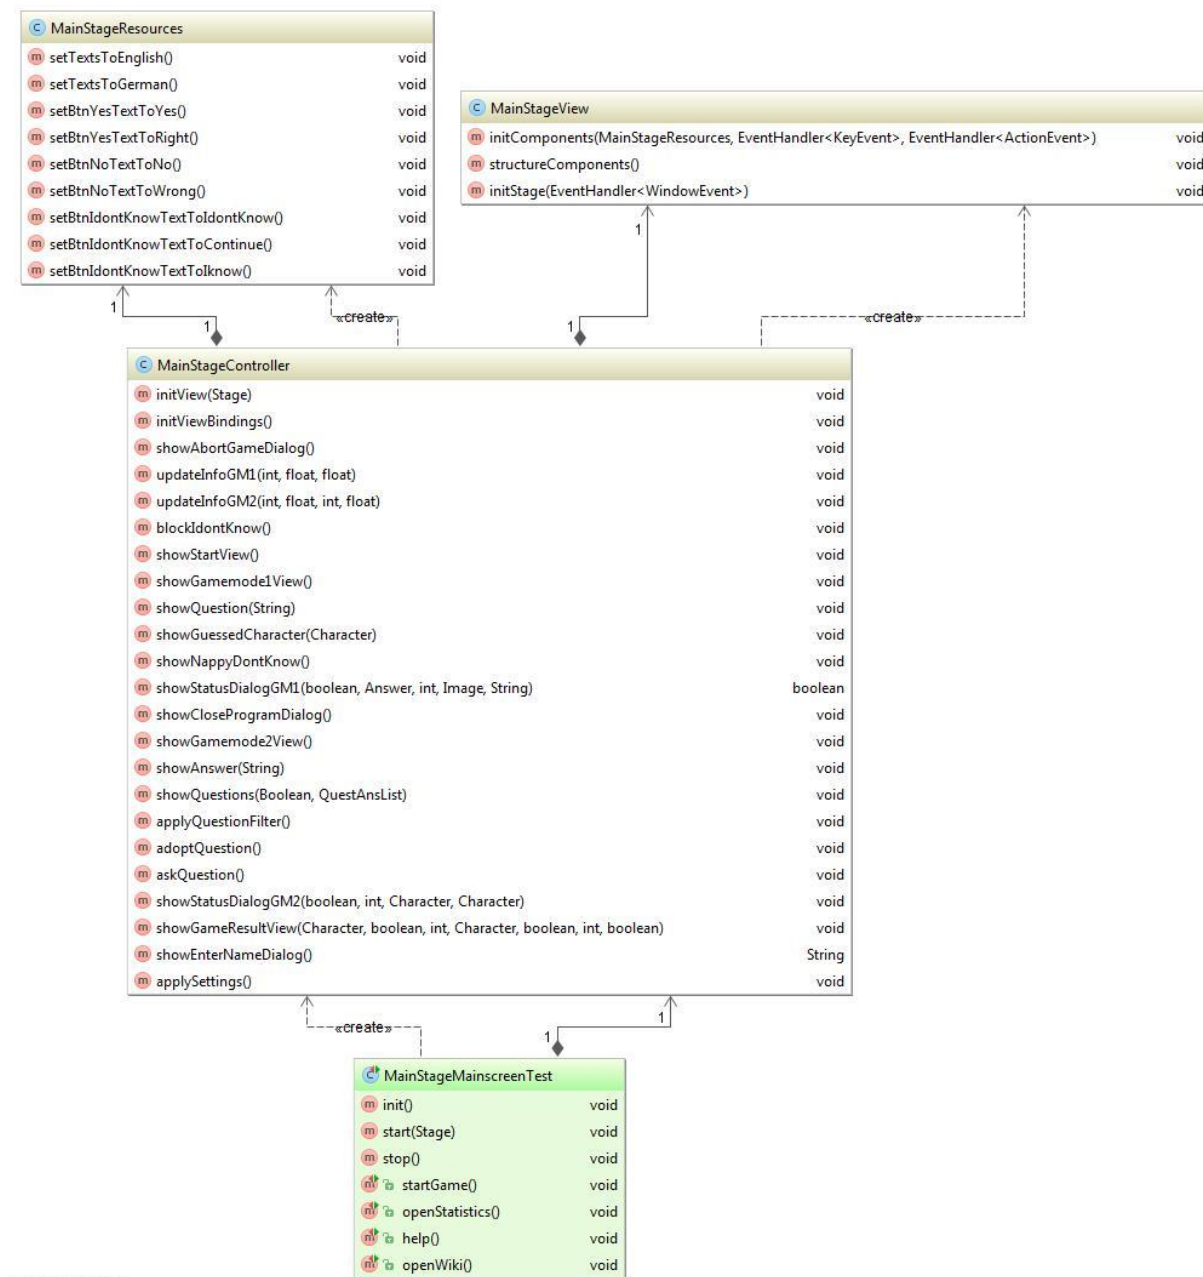 MainStageResources
setTextsToEnglish() void
setTextsToGerman() void
setBtnYesTextToYes() void
setBtnYesTextToRight() void
setBtnNoTextToNo() void
setBtnNoTextToWrong() void
setBtnIdontKnowTextToIdontKnow() void
setBtnIdontKnowTextToContinue() void
setBtnIdontKnowTextToIknow() void
MainStageView
initComponents(MainStageResources, EventHandler<KeyEvent>, EventHandler<ActionEvent>) void
structureComponents() void
initStage(EventHandler<WindowEvent>) void
1
1
«create»
1
1
«create»
MainStageController
initView(Stage) void
initViewBindings() void
showAbortGameDialog() void
updateInfoGM1(int, float, float) void
updateInfoGM2(int, float, int, float) void
blockIdontKnow() void
showStartView() void
showGamemode1View() void
showQuestion(String) void
showGuessedCharacter(Character) void
showNappyDontKnow() void
showStatusDialogGM1(boolean, Answer, int, Image, String) boolean
showCloseProgramDialog() void
showGamemode2View() void
showAnswer(String) void
showQuestions(Boolean, QuestAnsList) void
applyQuestionFilter() void
adoptQuestion() void
askQuestion() void
showStatusDialogGM2(boolean, int, Character, Character) void
showGameResultView(Character, boolean, int, Character, boolean, int, boolean) void
showEnterNameDialog() String
applySettings() void
«create»
1
1
MainStageMainscreenTest
init() void
start(Stage) void
stop() void
startGame() void
openStatistics() void
help() void
openWiki() void